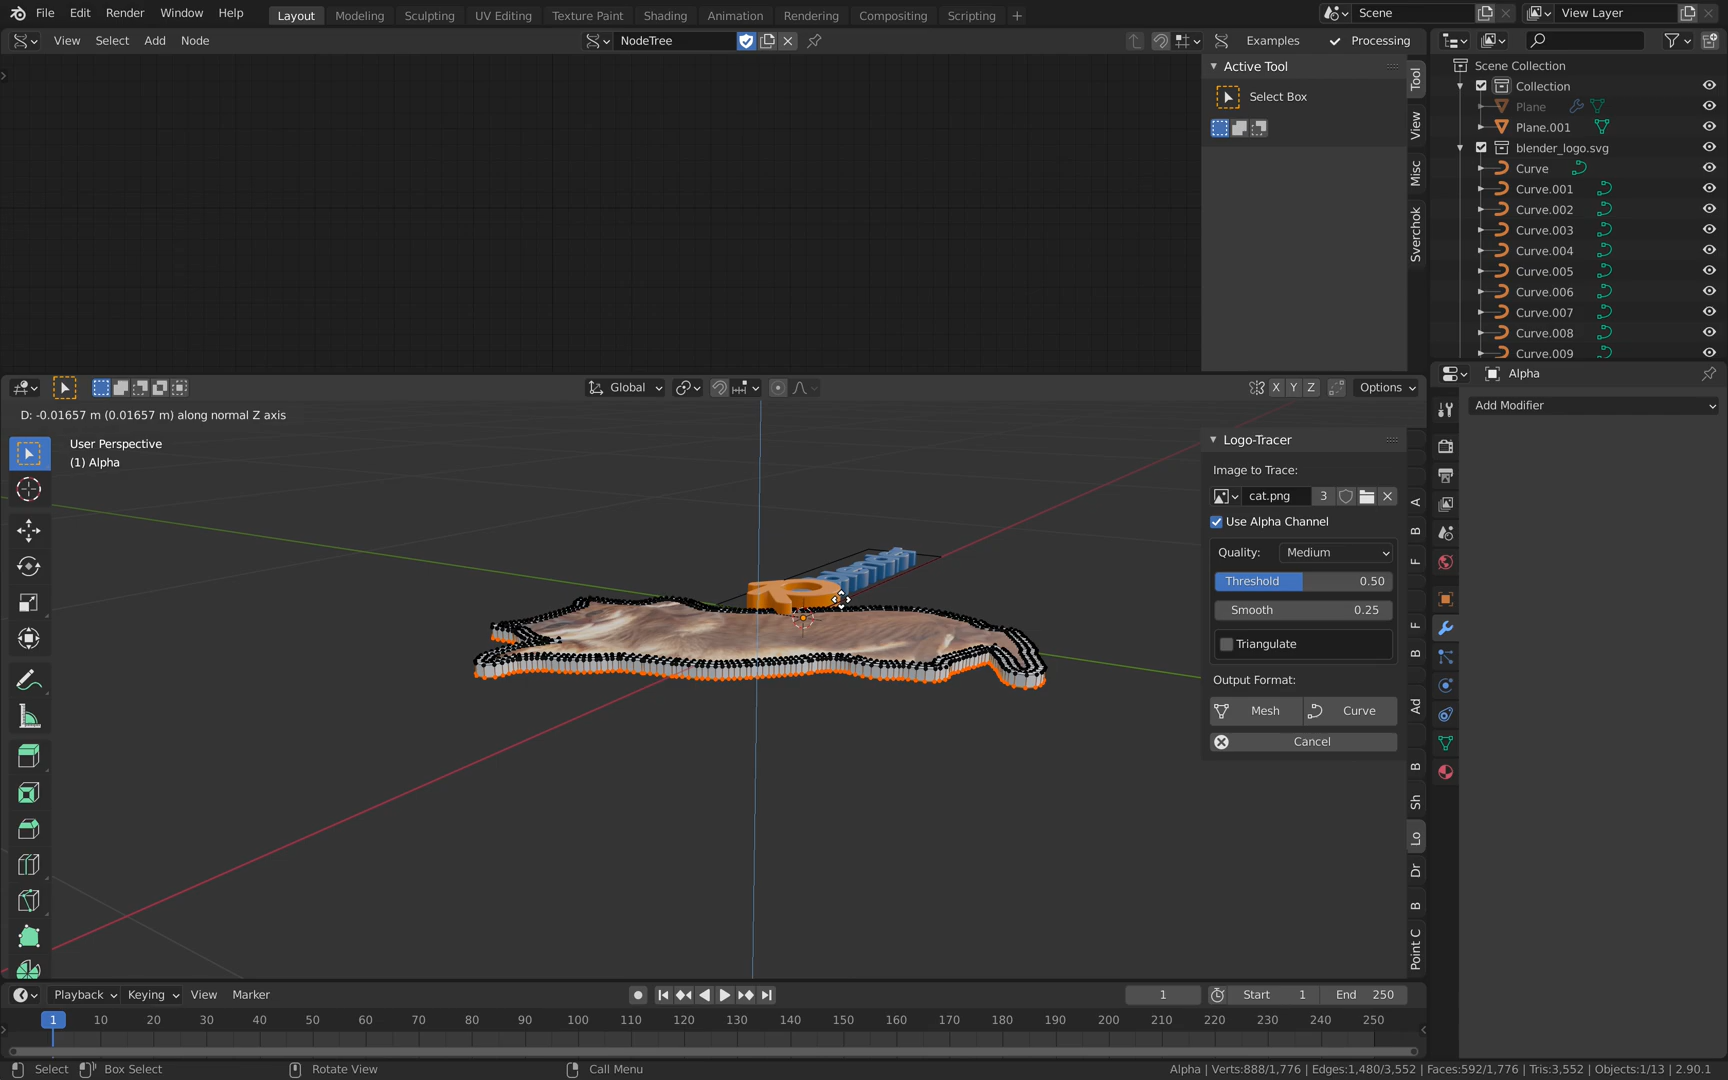 File Edit Render Window Help Layout Modeling Sculpting UV Editing Texture Paint Shading Animation Rendering Compositing Scripting + Scene View Layer
View Select Add Node NodeTree Examples Processing
Active Tool
Select Box
Tool
View
Misc
Sverchok
Scene Collection
Collection
Plane
Plane.001
blender_logo.svg
Curve
Curve.001
Curve.002
Curve.003
Curve.004
Curve.005
Curve.006
Curve.007
Curve.008
Curve.009
Alpha
Add Modifier
Global X Y Z Options
D: -0.01657 m (0.01657 m) along normal Z axis
User Perspective
(1) Alpha
Logo-Tracer
Image to Trace:
cat.png 3
Use Alpha Channel
Quality: Medium
Threshold 0.50
Smooth 0.25
Triangulate
Output Format:
Mesh Curve
Cancel
A
B
F
F
B
Ad
B
Sh
Lo
Dr
B
Point C
Playback Keying View Marker 1 Start 1 End 250
1 10 20 30 40 50 60 70 80 90 100 110 120 130 140 150 160 170 180 190 200 210 220 230 240 250
Select Box Select Rotate View Call Menu Alpha | Verts:888/1,776 | Edges:1,480/3,552 | Faces:592/1,776 | Tris:3,552 | Objects:1/13 | 2.90.1